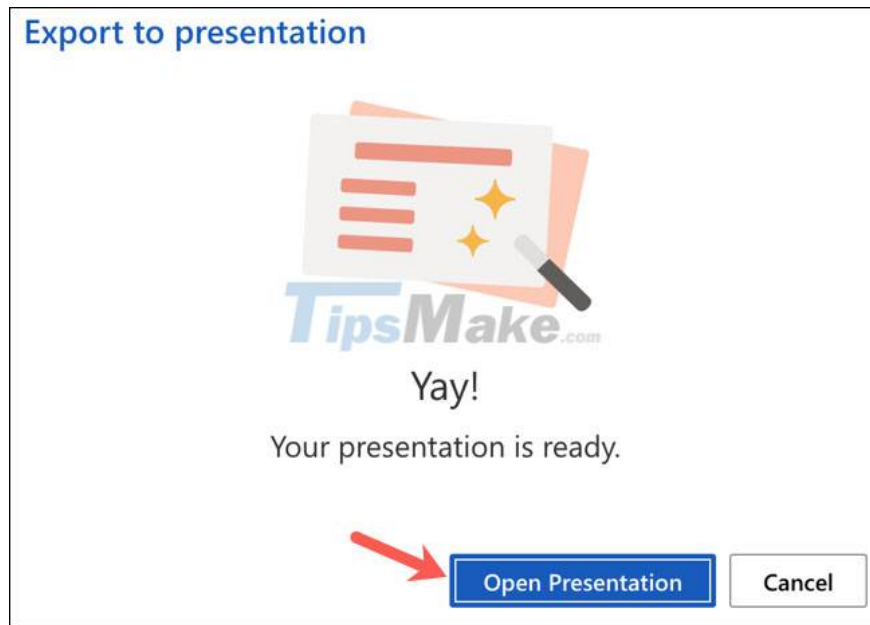 Export to presentation
TipsMake.com
Yay!
Your presentation is ready.
Open Presentation
Cancel